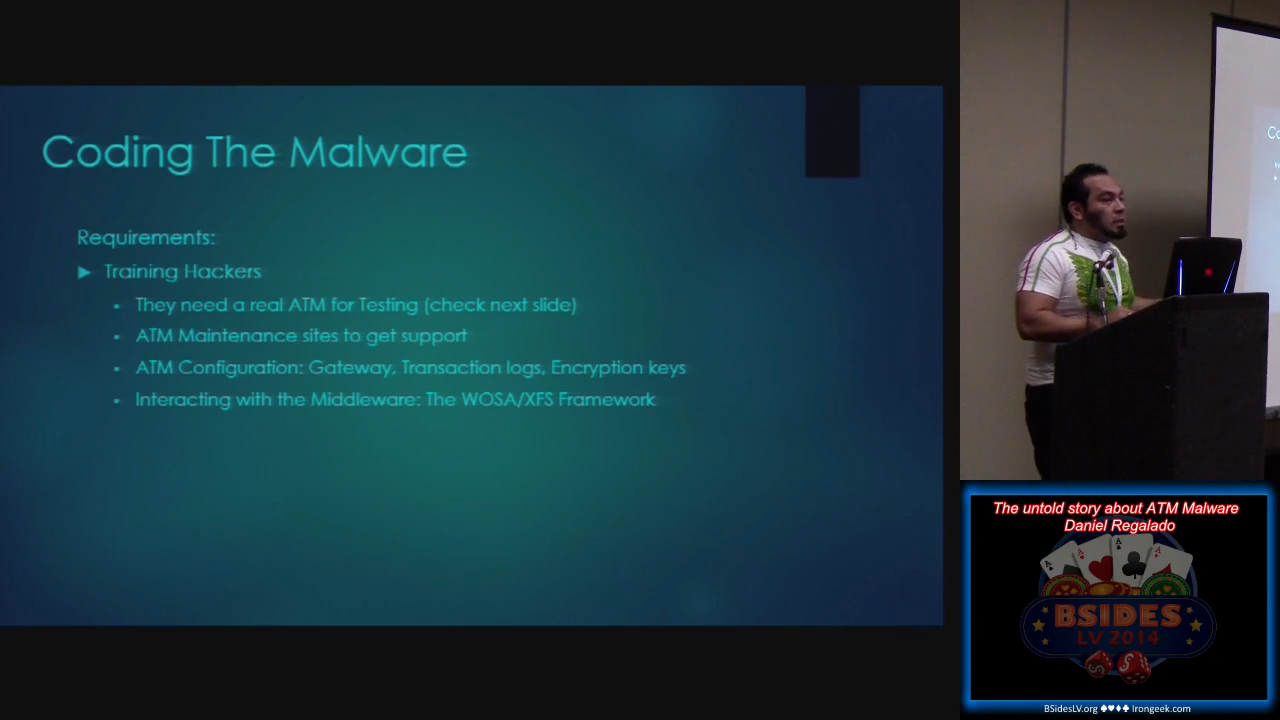 Coding The Malware
Requirements:
Training Hackers
They need a real ATM for Testing (check next slide)
ATM Maintenance sites to get support
ATM Configuration: Gateway, Transaction logs, Encryption keys
Interacting with the Middleware: The WOSA/XFS Framework
The untold story about ATM Malware
Daniel Regalado
BSIDES
LV 2014
BSidesLV.org ♠♥♦♣ Irongeek.com